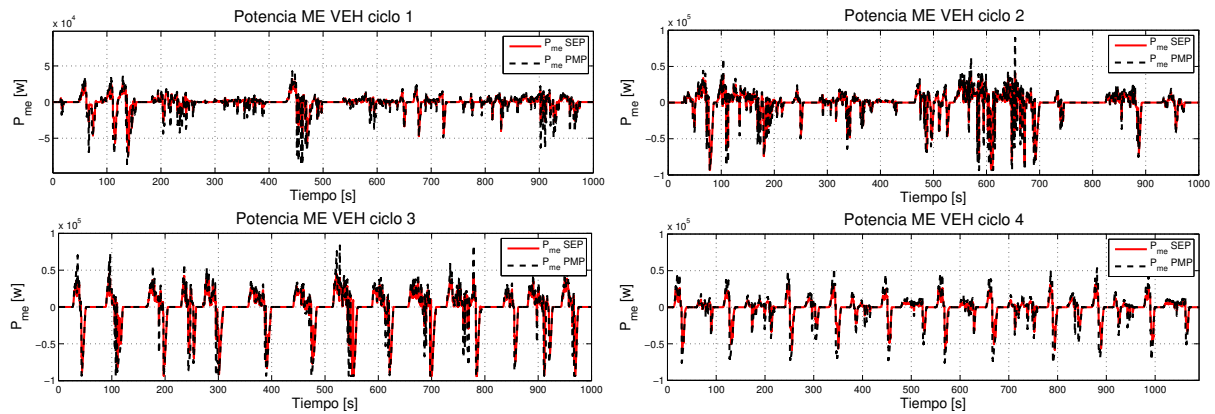 Potencia ME VEH ciclo 1
x 10^4
P_me SEP
P_me PMP
5
0
−5
P_me [w]
0 100 200 300 400 500 600 700 800 900 1000
Tiempo [s]
Potencia ME VEH ciclo 2
x 10^5
P_me SEP
P_me PMP
1
0.5
0
−0.5
−1
P_me [w]
0 100 200 300 400 500 600 700 800 900 1000
Tiempo [s]
Potencia ME VEH ciclo 3
x 10^5
P_me SEP
P_me PMP
1
0.5
0
−0.5
−1
P_me [w]
0 100 200 300 400 500 600 700 800 900 1000
Tiempo [s]
Potencia ME VEH ciclo 4
x 10^5
P_me SEP
P_me PMP
1
0.5
0
−0.5
−1
P_me [w]
0 100 200 300 400 500 600 700 800 900 1000
Tiempo [s]